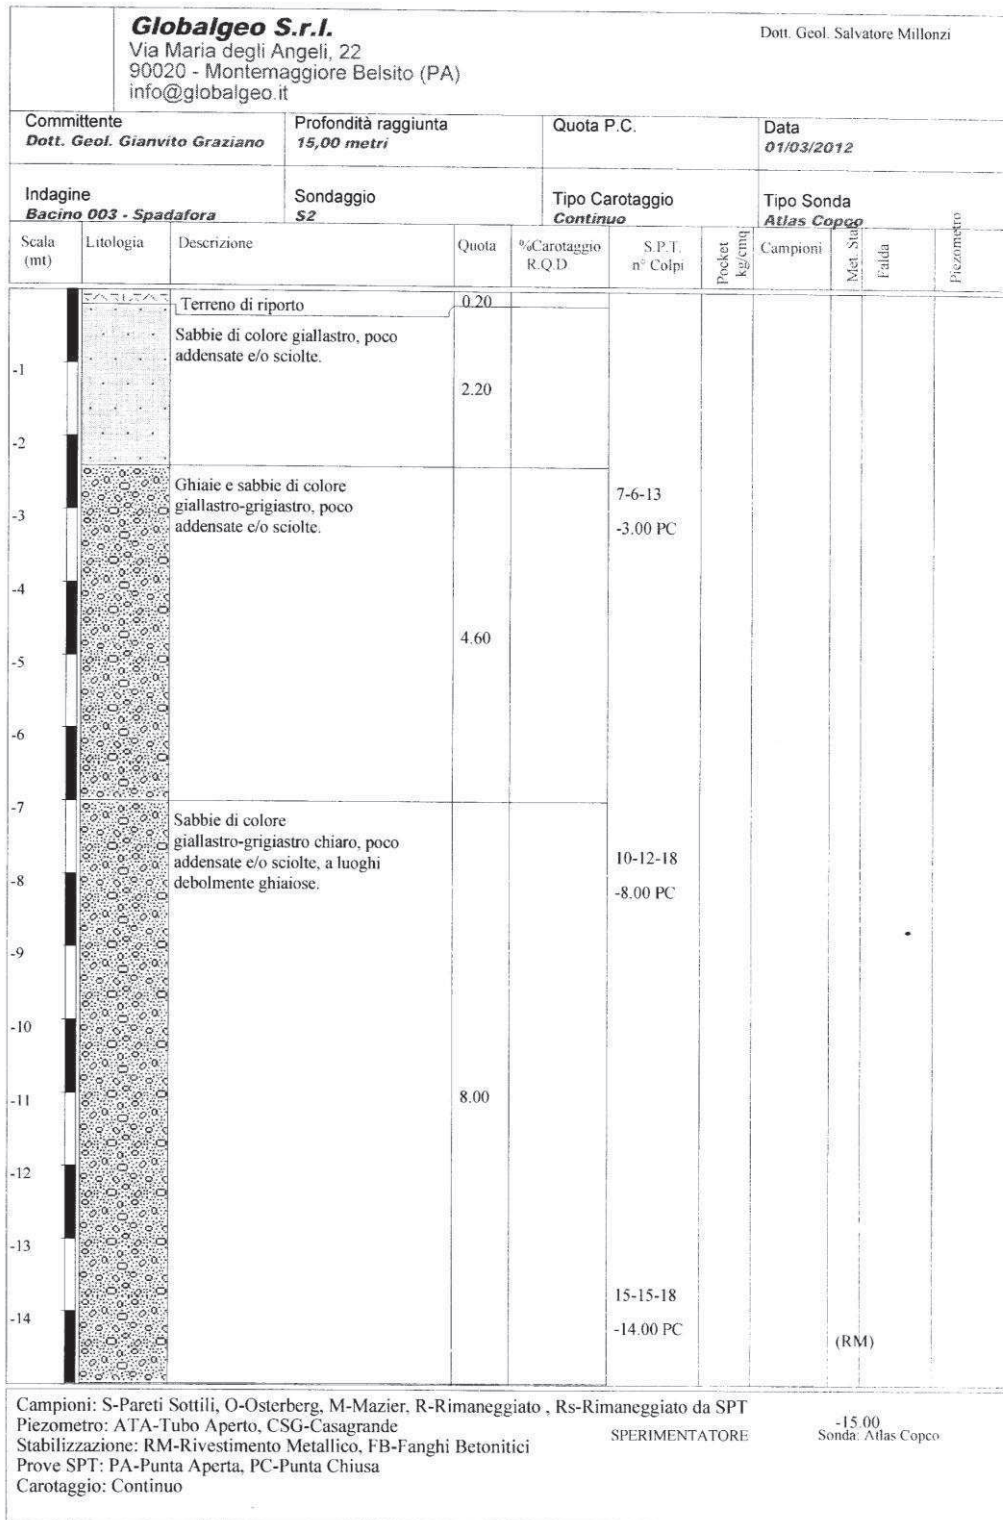 Globalgeo S.r.l.
Via Maria degli Angeli, 22
90020 - Montemaggiore Belsito (PA)
info@globalgeo.it
Dott. Geol. Salvatore Millonzi
Committente
Dott. Geol. Gianvito Graziano
Profondità raggiunta
15,00 metri
Quota P.C.
Data
01/03/2012
Indagine
Bacino 003 - Spadafora
Sondaggio
S2
Tipo Carotaggio
Continuo
Tipo Sonda
Atlas Copco
Scala
(mt)
Litologia
Descrizione
Quota
%Carotaggio
R.Q.D
S.P.T.
n° Colpi
Pocket
kg/cmq
Campioni
Met. Stab
Falda
Piezometro
Terreno di riporto
0.20
Sabbie di colore giallastro, poco
addensate e/o sciolte.
-1
2.20
-2
Ghiaie e sabbie di colore
giallastro-grigiastro, poco
addensate e/o sciolte.
7-6-13
-3.00 PC
-3
-4
4.60
-5
-6
-7
Sabbie di colore
giallastro-grigiastro chiaro, poco
addensate e/o sciolte, a luoghi
debolmente ghiaiose.
10-12-18
-8.00 PC
-8
-9
-10
8.00
-11
-12
-13
15-15-18
-14.00 PC
-14
(RM)
Campioni: S-Pareti Sottili, O-Osterberg, M-Mazier, R-Rimaneggiato , Rs-Rimaneggiato da SPT
Piezometro: ATA-Tubo Aperto, CSG-Casagrande
Stabilizzazione: RM-Rivestimento Metallico, FB-Fanghi Betonitici
Prove SPT: PA-Punta Aperta, PC-Punta Chiusa
Carotaggio: Continuo
SPERIMENTATORE
-15.00
Sonda: Atlas Copco